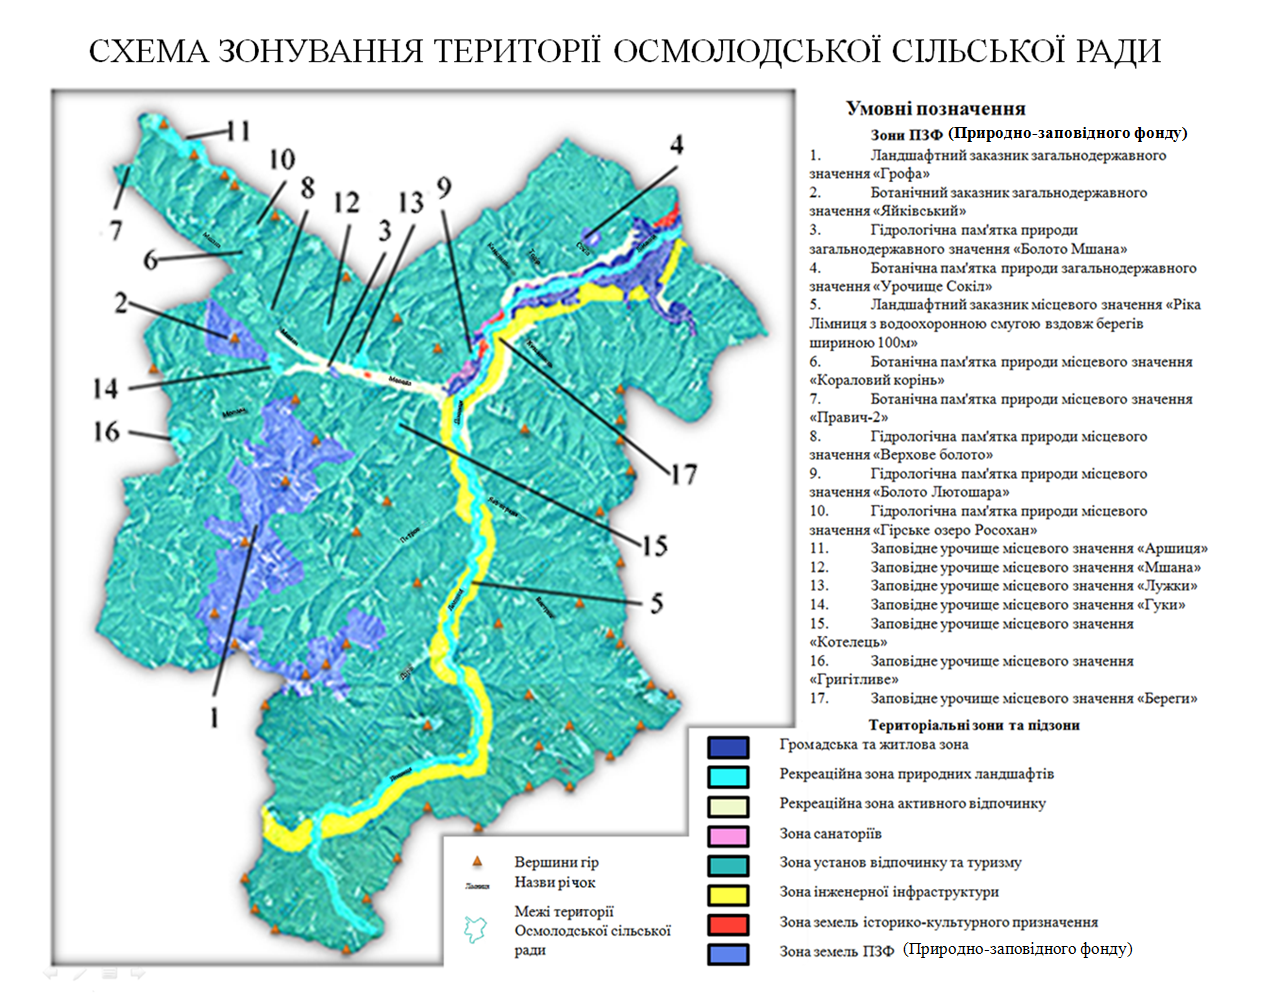 СХЕМА ЗОНУВАННЯ ТЕРИТОРІЇ ОСМОЛОДСЬКОЇ СІЛЬСЬКОЇ РАДИ
Умовні позначення
Зони ПЗФ (Природно-заповідного фонду)
1. Ландшафтний заказник загальнодержавного
значення «Грофа»
2. Ботанічний заказник загальнодержавного
значення «Яйківський»
3. Гідрологічна пам'ятка природи
загальнодержавного значення «Болото Мшана»
4. Ботанічна пам'ятка природи загальнодержавного
значення «Урочище Сокіл»
5. Ландшафтний заказник місцевого значення «Ріка
Лімниця з водоохоронною смугою вздовж берегів
шириною 100м»
6. Ботанічна пам'ятка природи місцевого значення
«Кораловий корінь»
7. Ботанічна пам'ятка природи місцевого значення
«Правич-2»
8. Гідрологічна пам'ятка природи місцевого
значення «Верхове болото»
9. Гідрологічна пам'ятка природи місцевого
значення «Болото Лютошара»
10. Гідрологічна пам'ятка природи місцевого
значення «Гірське озеро Росохан»
11. Заповідне урочище місцевого значення «Аршиця»
12. Заповідне урочище місцевого значення «Мшана»
13. Заповідне урочище місцевого значення «Лужки»
14. Заповідне урочище місцевого значення «Гуки»
15. Заповідне урочище місцевого значення
«Котелець»
16. Заповідне урочище місцевого значення
«Григітливе»
17. Заповідне урочище місцевого значення «Береги»
Територіальні зони та підзони
Громадська та житлова зона
Рекреаційна зона природних ландшафтів
Рекреаційна зона активного відпочинку
Зона санаторіїв
Зона установ відпочинку та туризму
Зона інженерної інфраструктури
Зона земель історико-культурного призначення
Зона земель ПЗФ (Природно-заповідного фонду)
Вершини гір
Назви річок
Межі території
Осмолодської сільської
ради
11
10
8
12
13
9
4
3
7
6
2
14
16
17
15
5
1